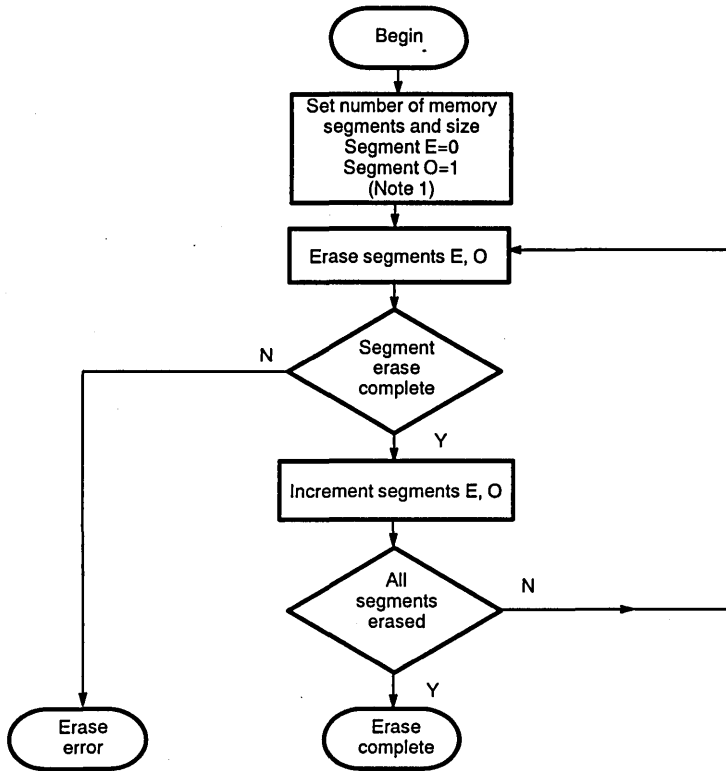 Begin
Set number of memory
segments and size
Segment E=0
Segment O=1
(Note 1)
Erase segments E, O
N
Segment
erase
complete
Y
Increment segments E, O
All
segments
erased
N
Y
Erase
error
Erase
complete